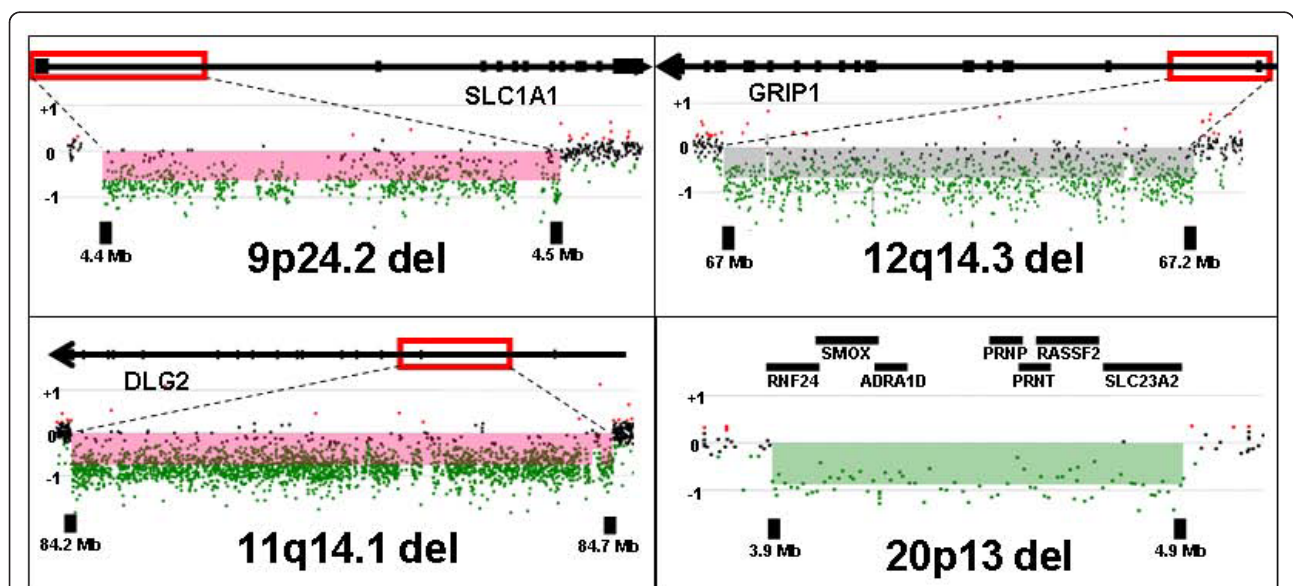 SLC1A1
+1
0
-1
4.4 Mb
4.5 Mb
9p24.2 del
GRIP1
+1
0
-1
67 Mb
67.2 Mb
12q14.3 del
DLG2
+1
0
-1
84.2 Mb
84.7 Mb
11q14.1 del
SMOX
PRNP
RASSF2
RNF24
ADRA1D
PRNT
SLC23A2
+1
0
-1
3.9 Mb
4.9 Mb
20p13 del